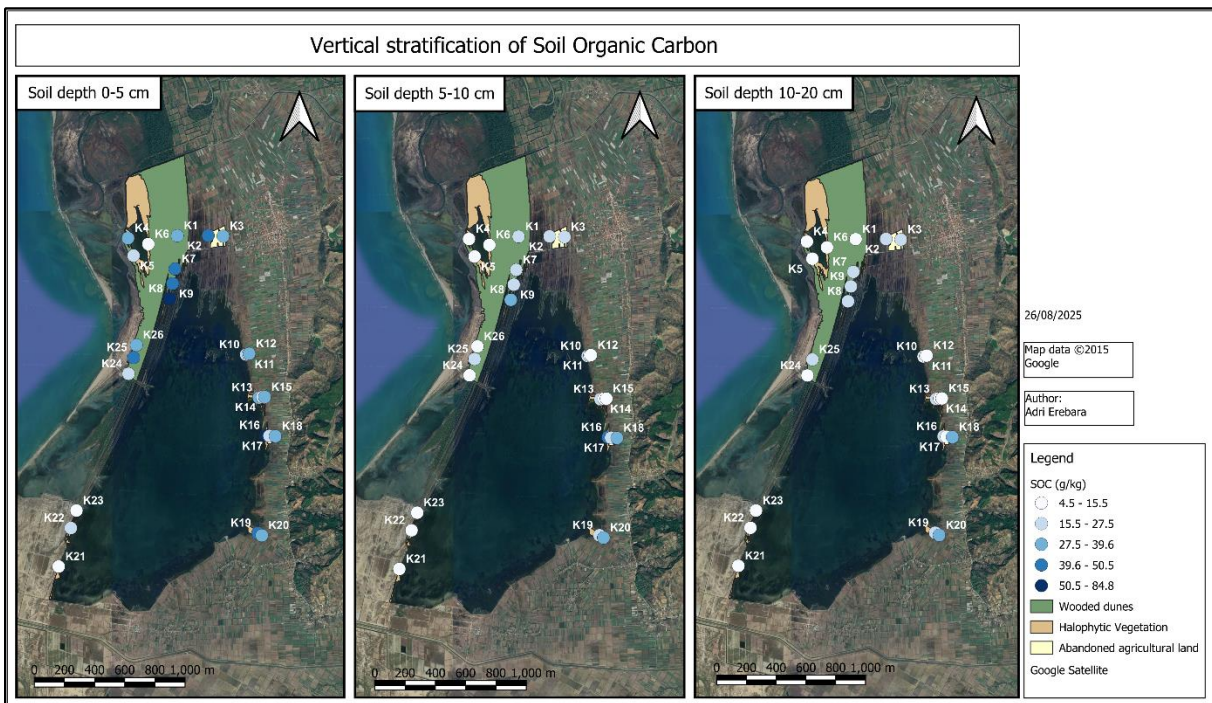 Vertical stratification of Soil Organic Carbon
Soil depth 0-5 cm
K4
K6
K1
K3
K2
K5
K7
K8
K9
K26
K25
K24
K10
K12
K11
K13
K15
K14
K16
K18
K17
K19
K20
K23
K22
K21
0 200 400 600 800 1,000 m
Soil depth 5-10 cm
K4
K6
K1
K3
K2
K5
K7
K8
K9
K26
K25
K24
K10
K12
K11
K13
K15
K14
K16
K18
K17
K19
K20
K23
K22
K21
0 200 400 600 800 1,000 m
Soil depth 10-20 cm
K4
K6
K1
K3
K2
K5
K7
K9
K8
K25
K24
K10
K12
K11
K13
K15
K14
K16
K18
K17
K19
K20
K23
K22
K21
0 200 400 600 800 1,000 m
26/08/2025
Map data ©2015
Google
Author:
Adri Erebara
Legend
SOC (g/kg)
4.5 - 15.5
15.5 - 27.5
27.5 - 39.6
39.6 - 50.5
50.5 - 84.8
Wooded dunes
Halophytic Vegetation
Abandoned agricultural land
Google Satellite